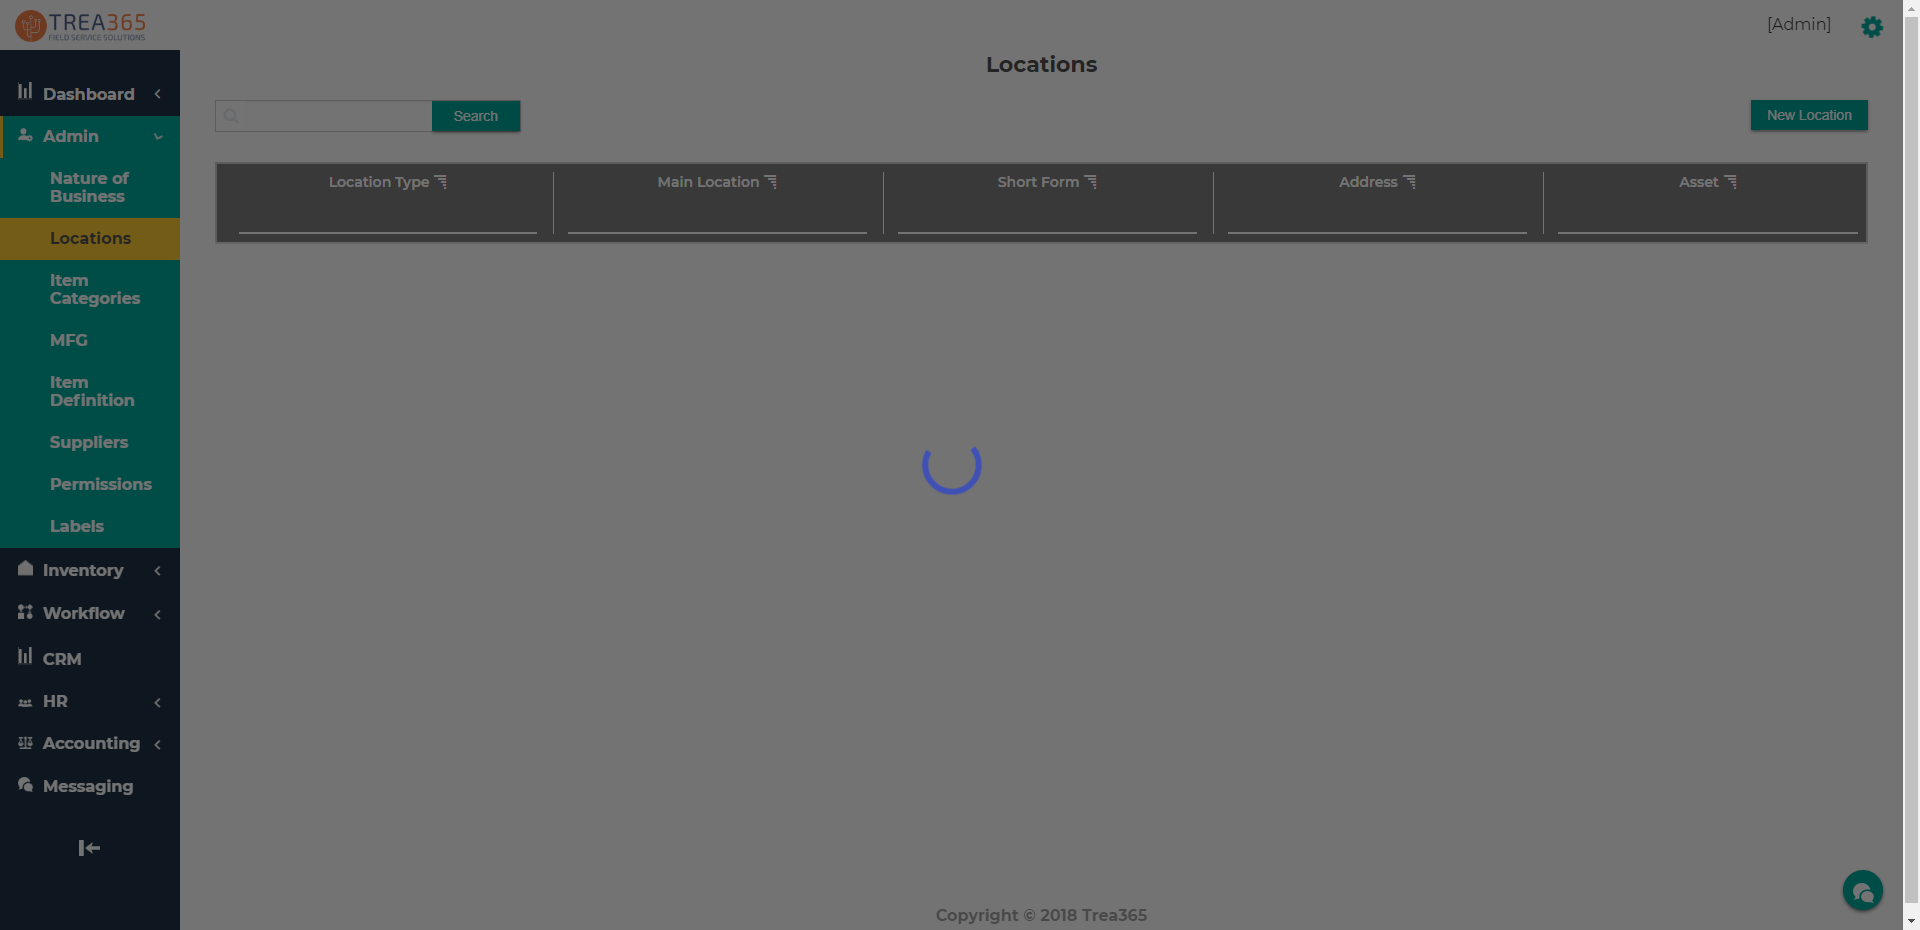 TREA365
FIELD SERVICE SOLUTIONS
[Admin]
Locations
Search
New Location
Location Type
Main Location
Short Form
Address
Asset
Dashboard
Admin
Nature of
Business
Locations
Item
Categories
MFG
Item
Definition
Suppliers
Permissions
Labels
Inventory
Workflow
CRM
HR
Accounting
Messaging
Copyright © 2018 Trea365